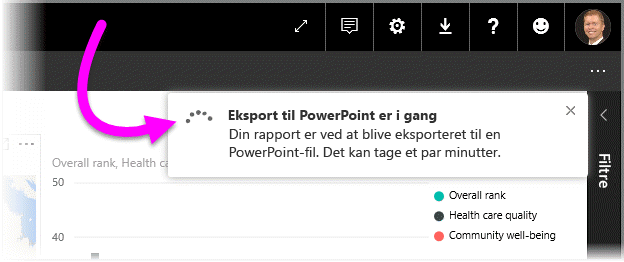 Eksport til PowerPoint er i gang
Din rapport er ved at blive eksporteret til en
PowerPoint-fil. Det kan tage et par minutter.
Filtre
Overall rank, Health ca
50
Overall rank
Health care quality
Community well-being
40